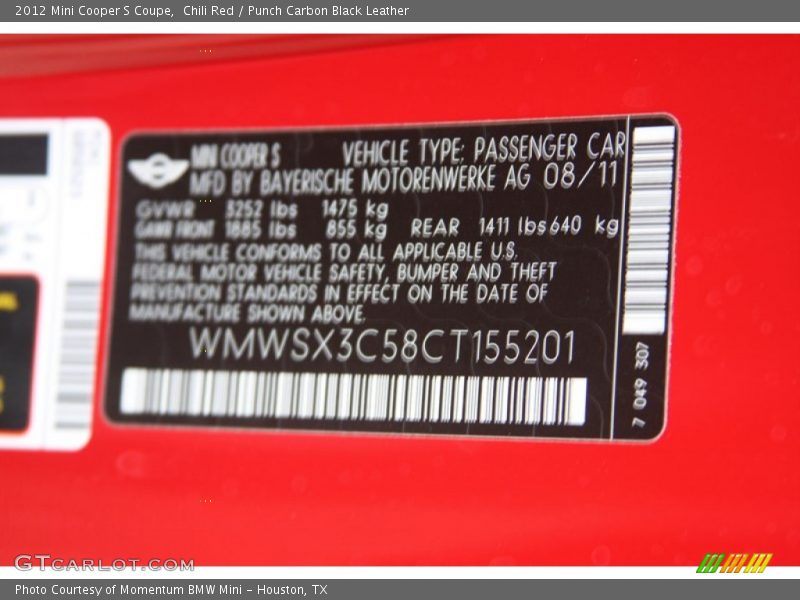 2012 Mini Cooper S Coupe, Chili Red / Punch Carbon Black Leather
MINI COOPER S VEHICLE TYPE: PASSENGER CAR
MFD BY BAYERISCHE MOTORENWERKE AG 08/11
GVWR 3252 lbs 1475 kg
GAWR FRONT 1885 lbs 855 kg REAR 1411 lbs 640 kg
THIS VEHICLE CONFORMS TO ALL APPLICABLE U.S.
FEDERAL MOTOR VEHICLE SAFETY, BUMPER AND THEFT
PREVENTION STANDARDS IN EFFECT ON THE DATE OF
MANUFACTURE SHOWN ABOVE.
WMWSX3C58CT155201
7 049 307
GTCARLOT.COM
Photo Courtesy of Momentum BMW Mini - Houston, TX